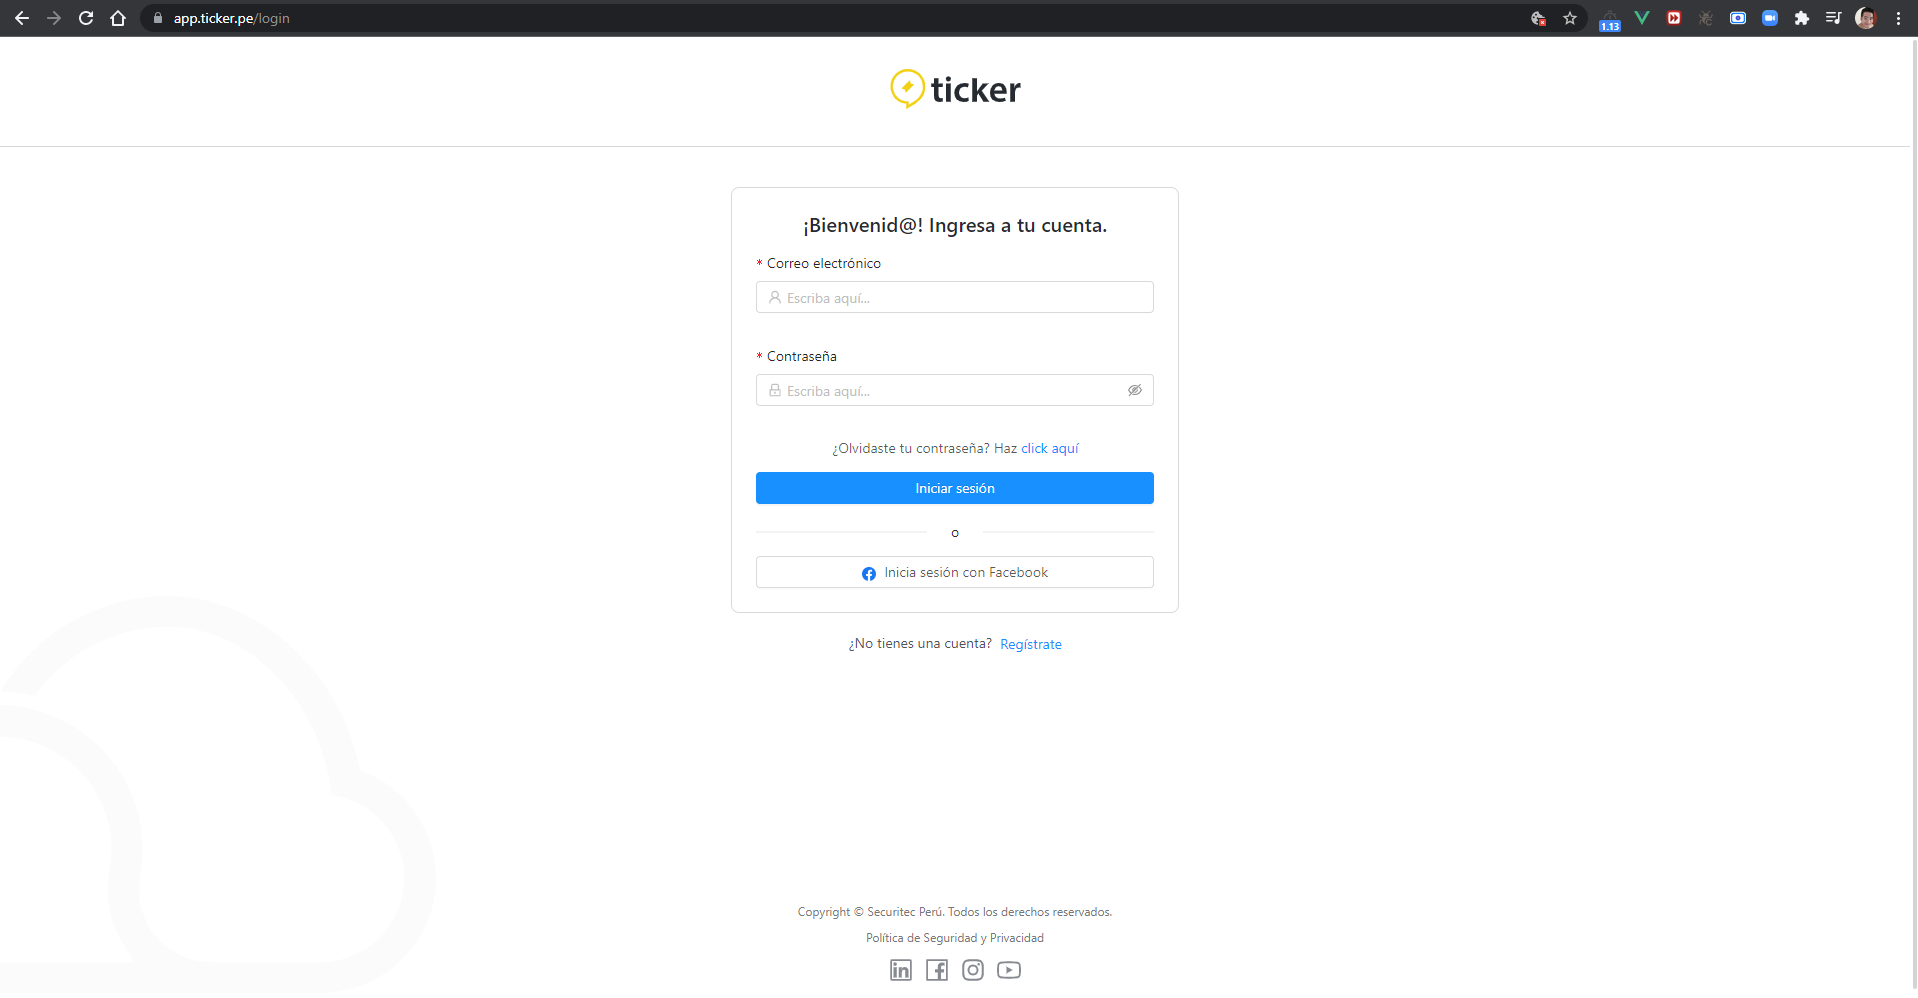 app.ticker.pe/login
1.13
ticker
¡Bienvenid@! Ingresa a tu cuenta.
* Correo electrónico
Escriba aquí...
* Contraseña
Escriba aquí...
¿Olvidaste tu contraseña? Haz click aquí
Iniciar sesión
o
Inicia sesión con Facebook
¿No tienes una cuenta? Regístrate
Copyright © Securitec Perú. Todos los derechos reservados.
Política de Seguridad y Privacidad